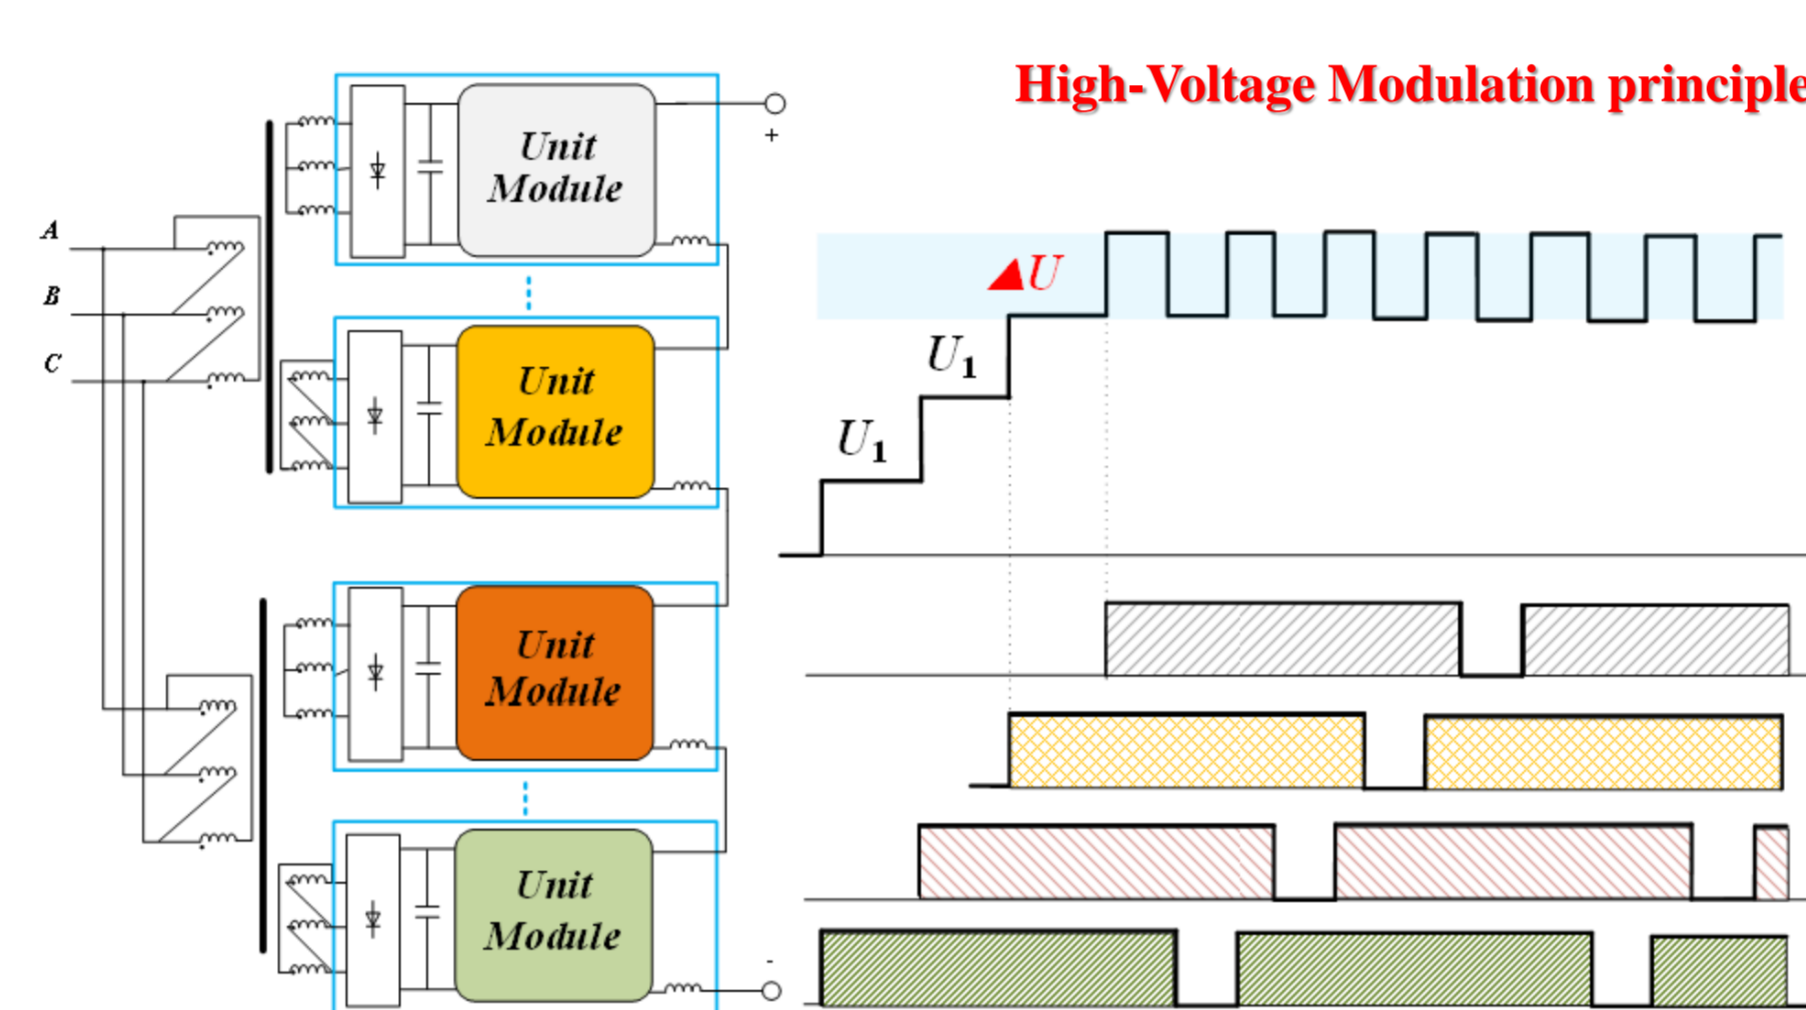 High-Voltage Modulation principle
Unit
Module
+
A
B
C
Unit
Module
U
U1
U1
Unit
Module
Unit
Module
-